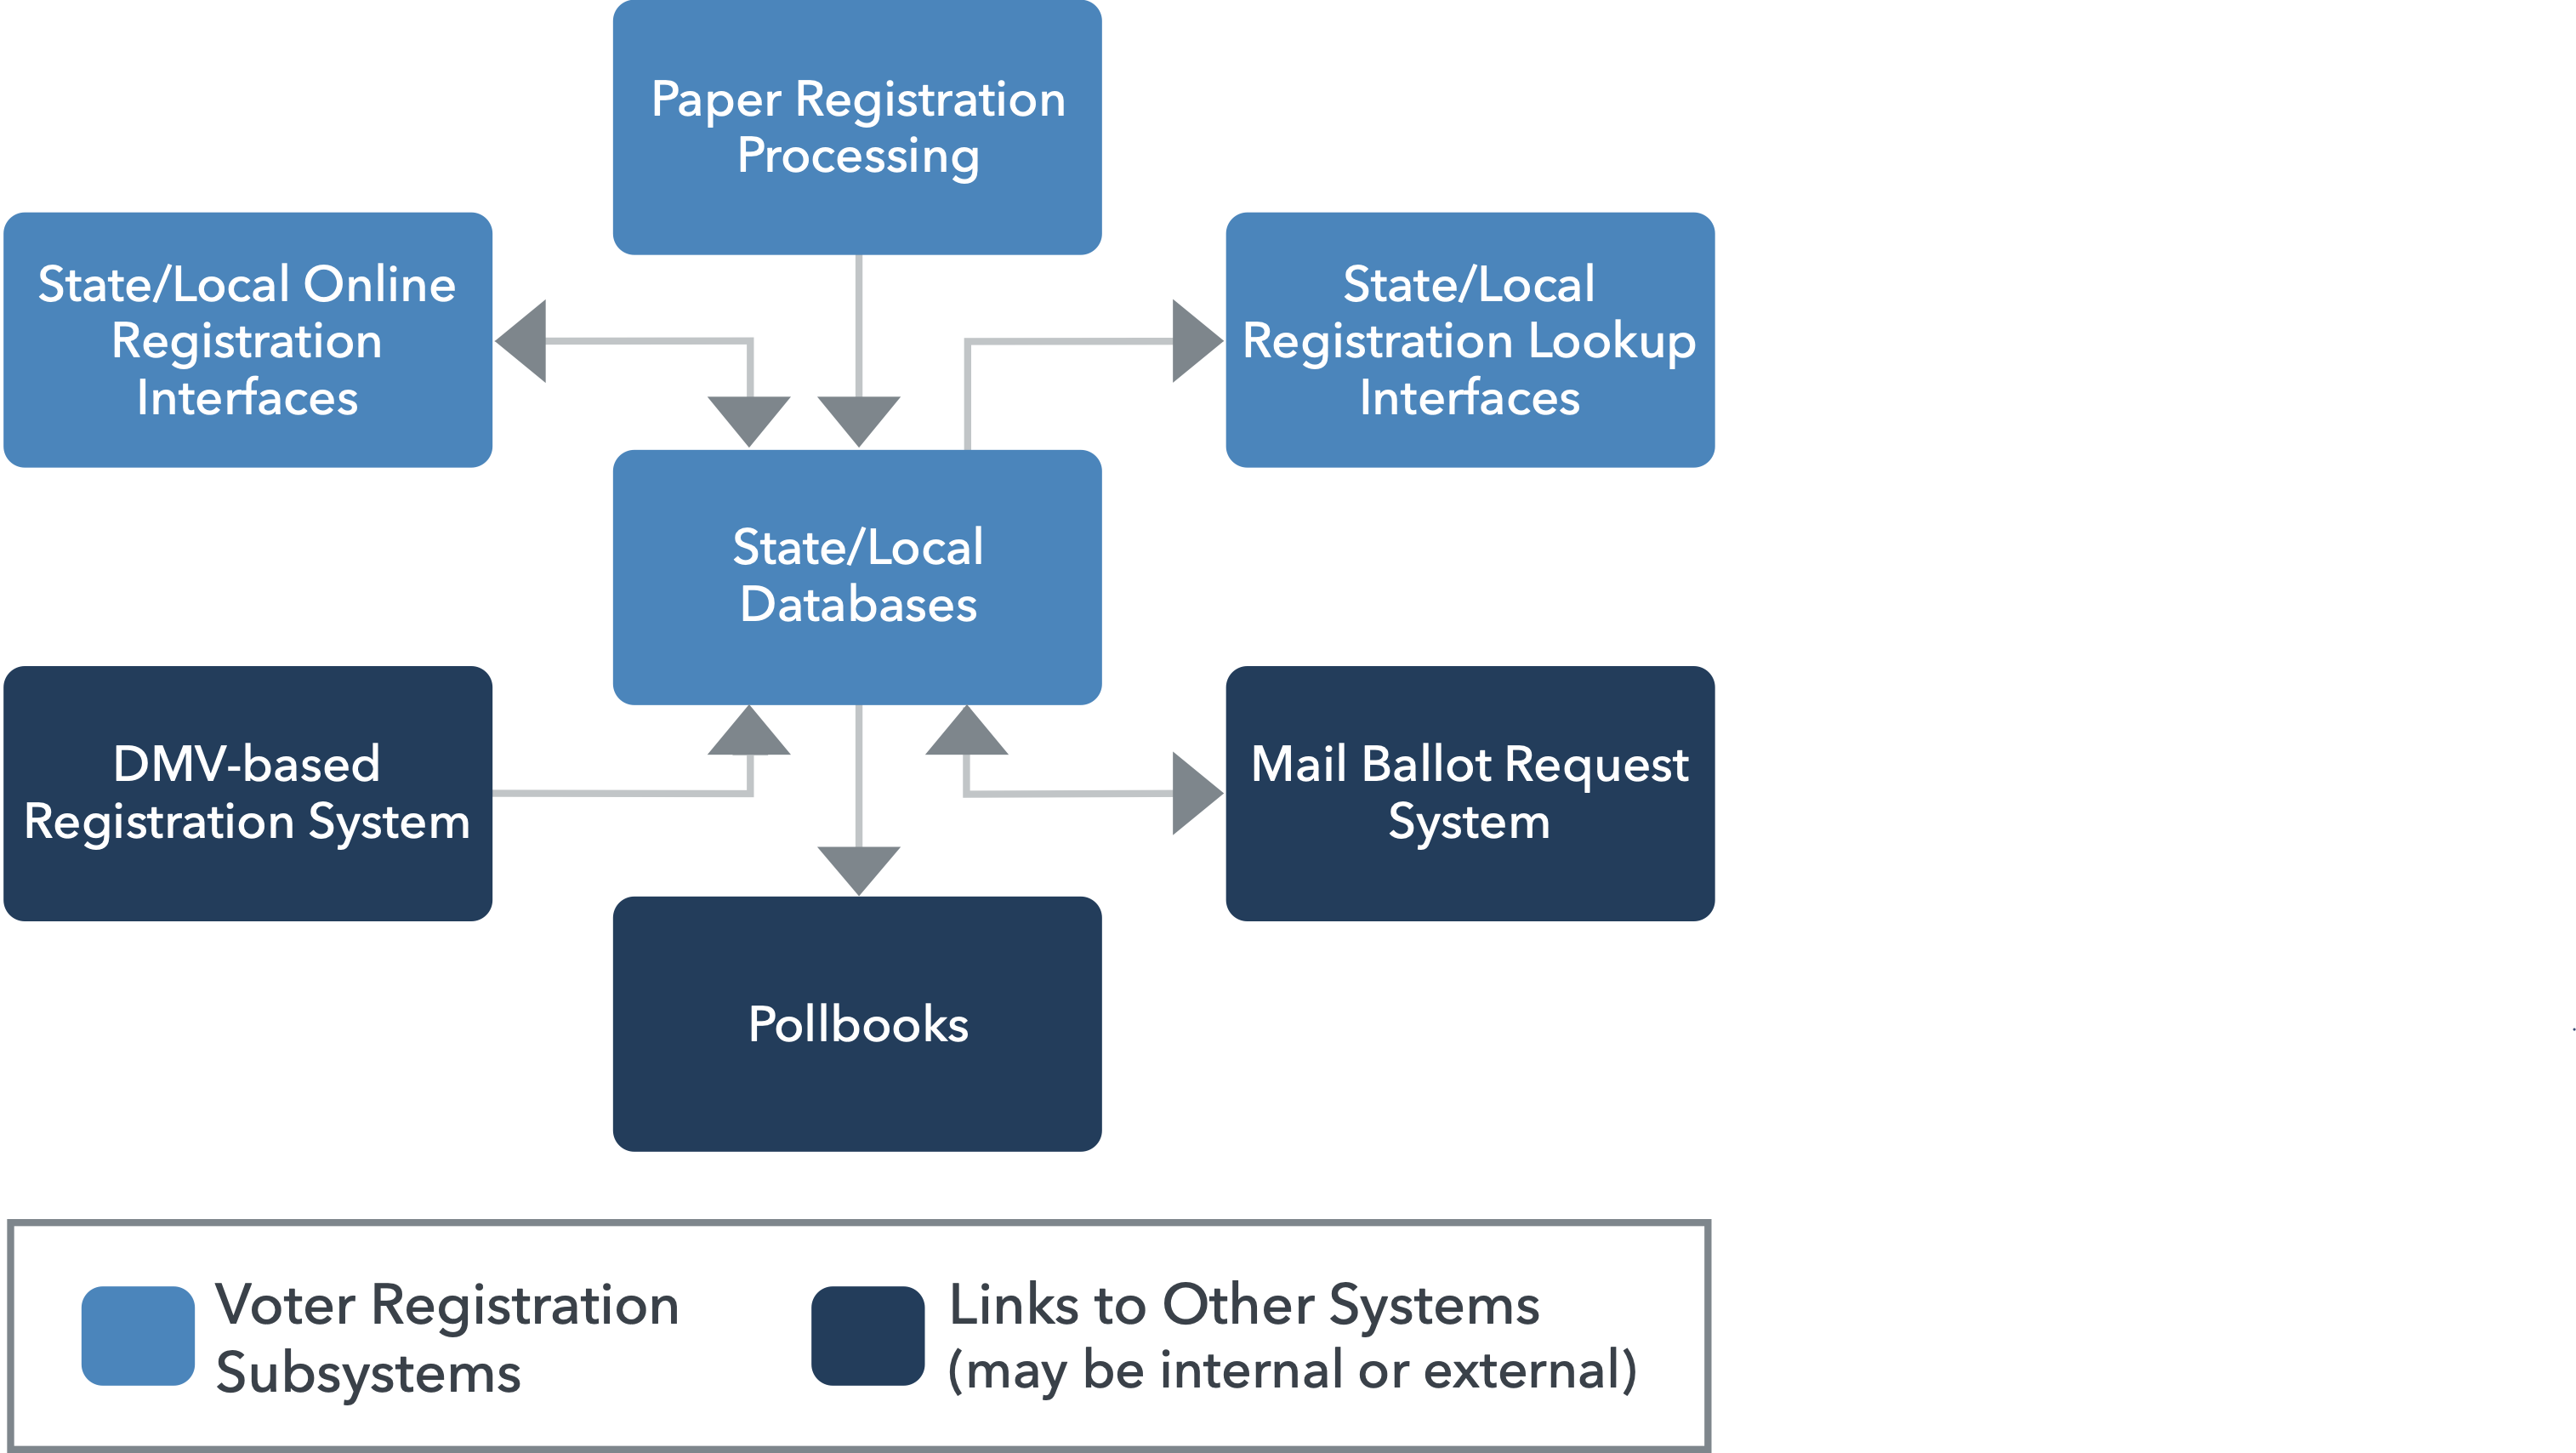 Paper Registration
Processing
State/Local Online
Registration
Interfaces
State/Local
Registration Lookup
Interfaces
State/Local
Databases
DMV-based
Registration System
Mail Ballot Request
System
Pollbooks
Voter Registration
Subsystems
Links to Other Systems
(may be internal or external)